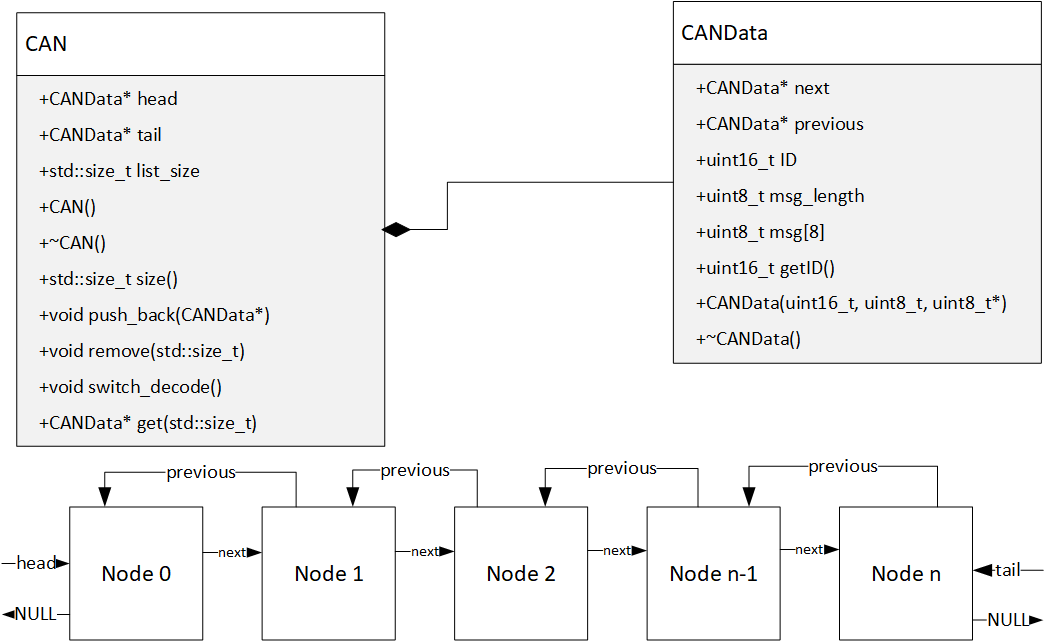 CAN
+CANData* head
+CANData* tail
+std::size_t list_size
+CAN()
+~CAN()
+std::size_t size()
+void push_back(CANData*)
+void remove(std::size_t)
+void switch_decode()
+CANData* get(std::size_t)
CANData
+CANData* next
+CANData* previous
+uint16_t ID
+uint8_t msg_length
+uint8_t msg[8]
+uint16_t getID()
+CANData(uint16_t, uint8_t, uint8_t*)
+~CANData()
previous
previous
previous
previous
head
Node 0
next
Node 1
next
Node 2
next
Node n-1
next
Node n
tail
NULL
NULL